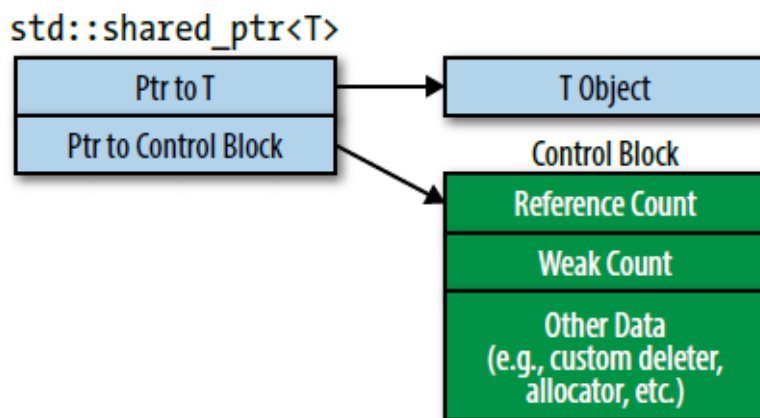 std::shared_ptr<T>
Ptr to T
T Object
Ptr to Control Block
Control Block
Reference Count
Weak Count
Other Data
(e.g., custom deleter,
allocator, etc.)